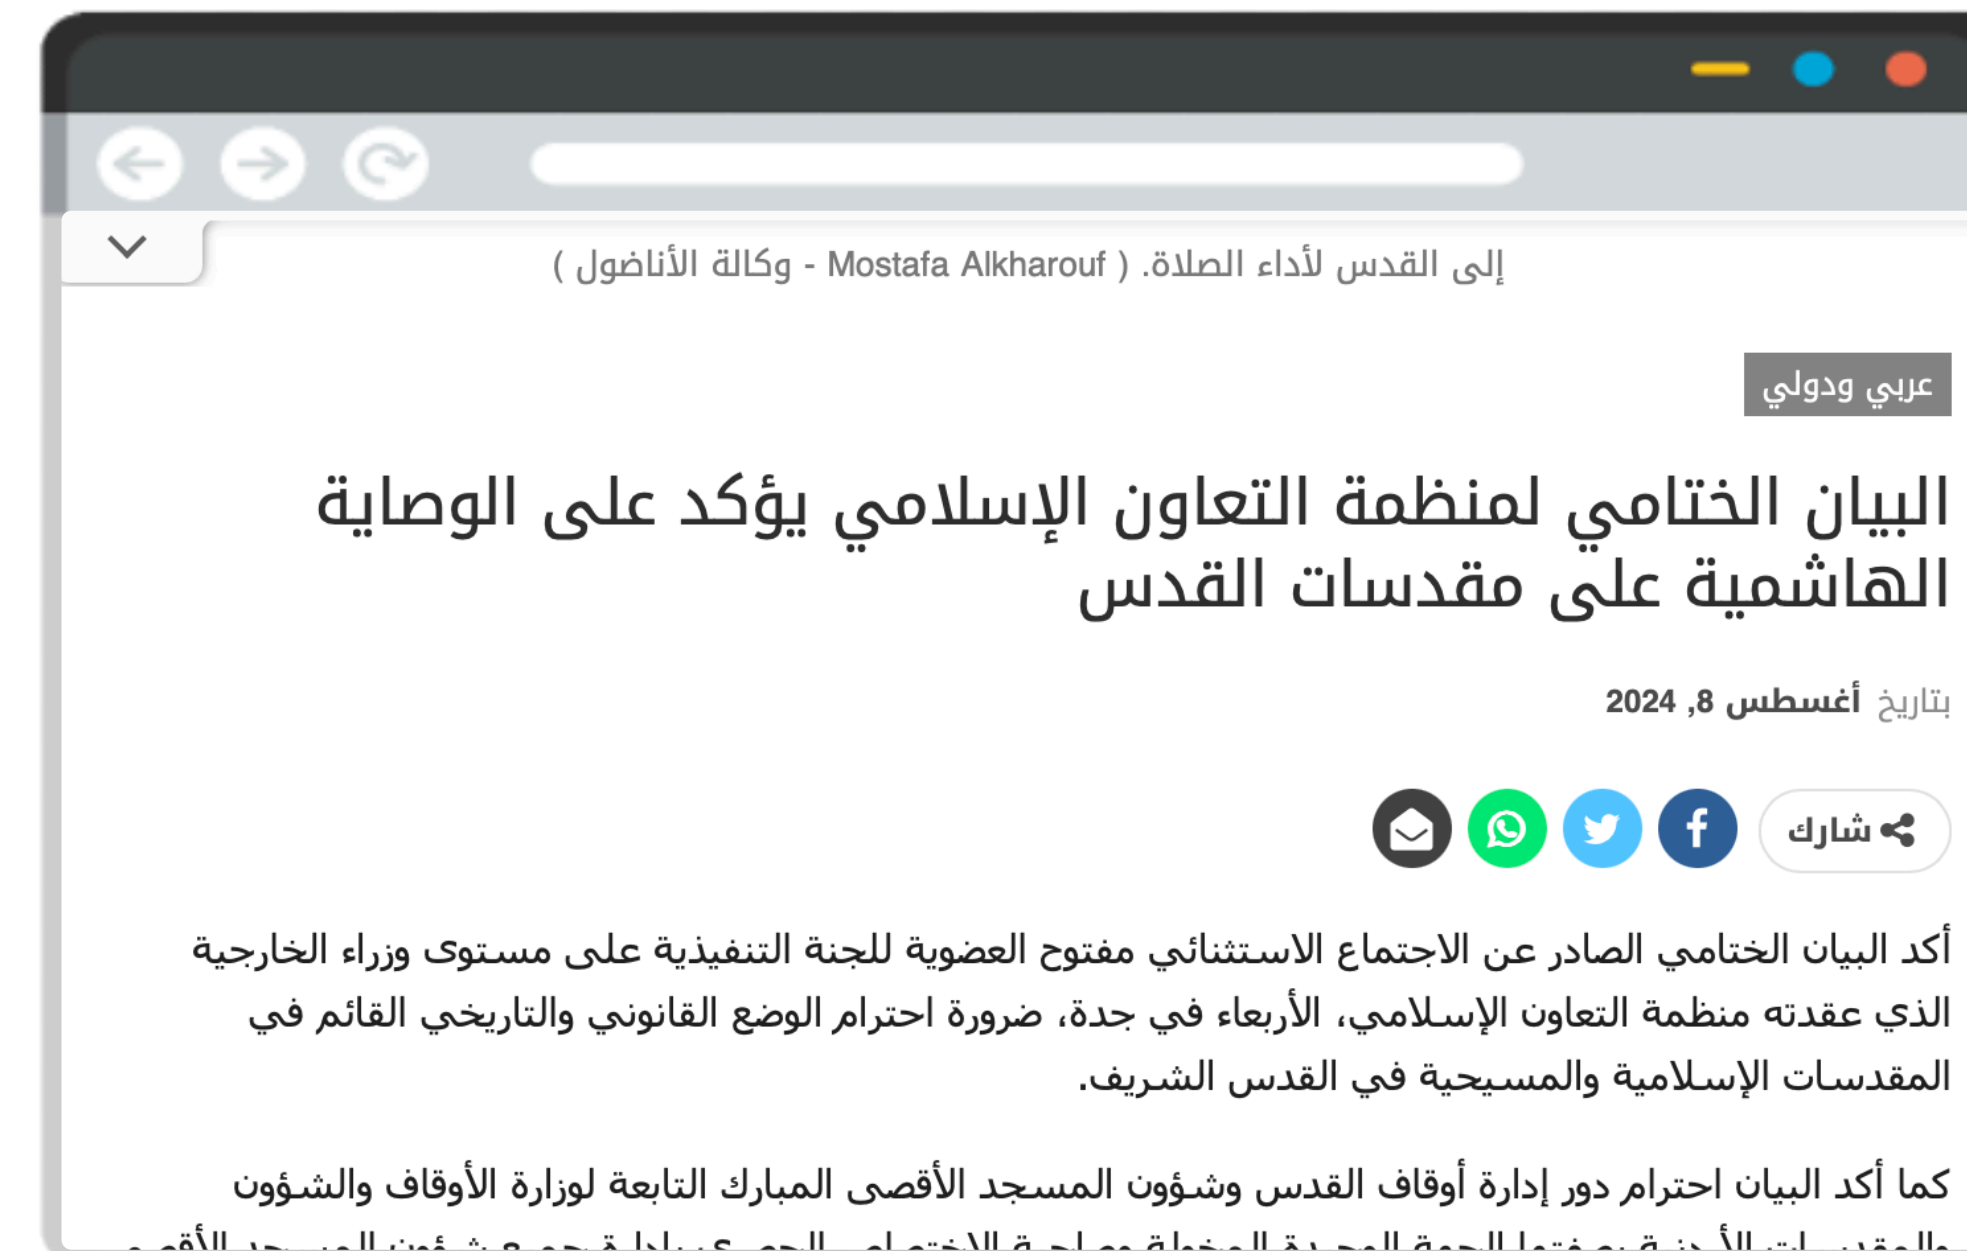 إلى القدس لأداء الصلاة. ( Mostafa Alkharouf - وكالة الأناضول )
عربي ودولي
البيان الختامي لمنظمة التعاون الإسلامي يؤكد على الوصاية
الهاشمية على مقدسات القدس
بتاريخ أغسطس 8, 2024
شارك
أكد البيان الختامي الصادر عن الاجتماع الاستثنائي مفتوح العضوية للجنة التنفيذية على مستوى وزراء الخارجية
الذي عقدته منظمة التعاون الإسلامي، الأربعاء في جدة، ضرورة احترام الوضع القانوني والتاريخي القائم في
المقدسات الإسلامية والمسيحية في القدس الشريف.
كما أكد البيان احترام دور إدارة أوقاف القدس وشؤون المسجد الأقصى المبارك التابعة لوزارة الأوقاف والشؤون